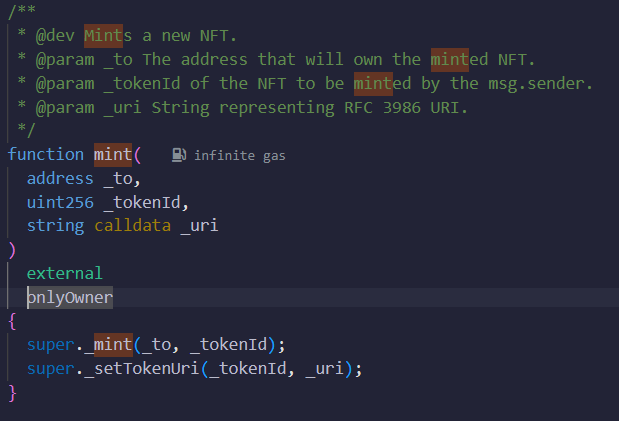 /**
 * @dev Mints a new NFT.
 * @param _to The address that will own the minted NFT.
 * @param _tokenId of the NFT to be minted by the msg.sender.
 * @param _uri String representing RFC 3986 URI.
 */
function mint( infinite gas
  address _to,
  uint256 _tokenId,
  string calldata _uri
)
  external
  onlyOwner
{
  super._mint(_to, _tokenId);
  super._setTokenUri(_tokenId, _uri);
}